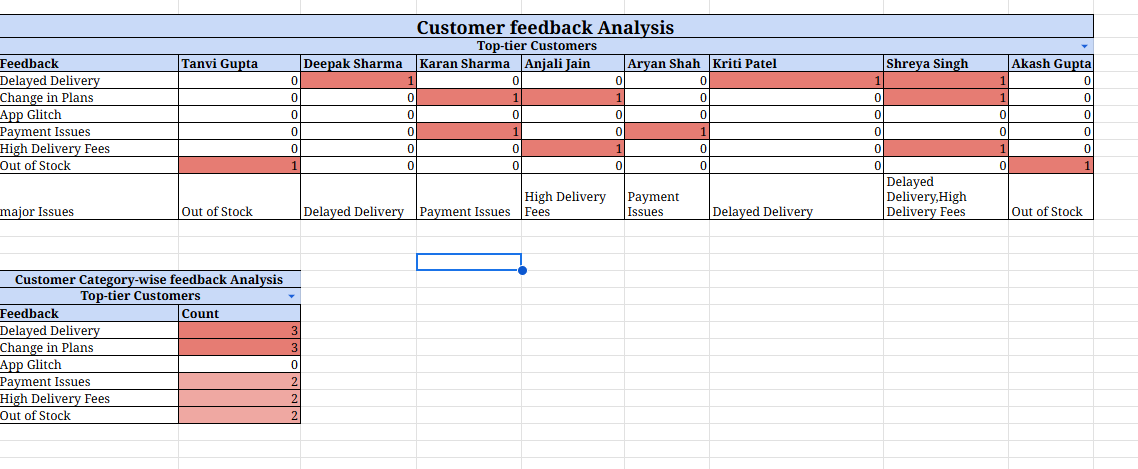 Customer feedback Analysis
Top-tier Customers
Feedback Tanvi Gupta Deepak Sharma Karan Sharma Anjali Jain Aryan Shah Kriti Patel Shreya Singh Akash Gupta
Delayed Delivery 0 1 0 0 0 1 1 0
Change in Plans 0 0 1 1 0 0 1 0
App Glitch 0 0 0 0 0 0 0 0
Payment Issues 0 0 1 0 1 0 0 0
High Delivery Fees 0 0 0 1 0 0 1 0
Out of Stock 1 0 0 0 0 0 0 1
major Issues Out of Stock Delayed Delivery Payment Issues High Delivery Fees Payment Issues Delayed Delivery Delayed Delivery,High Delivery Fees Out of Stock
Customer Category-wise feedback Analysis
Top-tier Customers
Feedback Count
Delayed Delivery 3
Change in Plans 3
App Glitch 0
Payment Issues 2
High Delivery Fees 2
Out of Stock 2